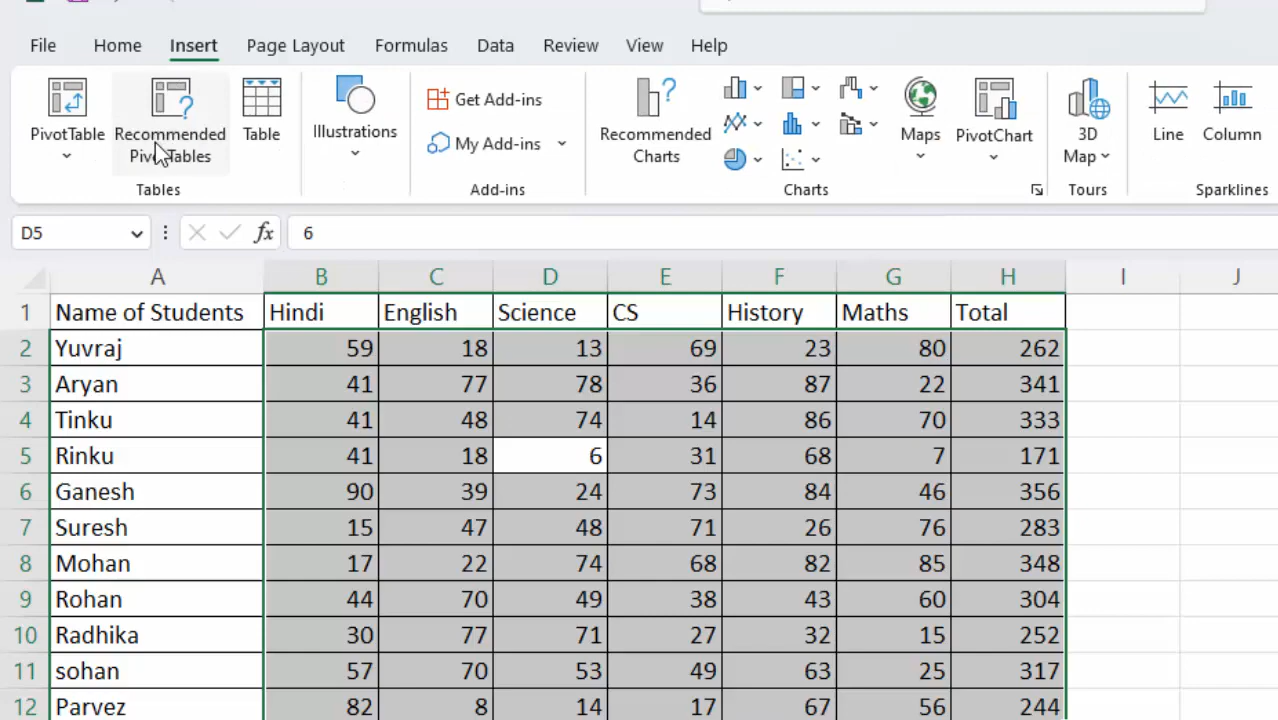 File Home Insert Page Layout Formulas Data Review View Help
PivotTable Recommended PivotTables Table Illustrations Get Add-ins My Add-ins Recommended Charts Maps PivotChart 3D Map Line Column
Tables Add-ins Charts Tours Sparklines
D5 fx 6
A B C D E F G H I J
1 Name of Students Hindi English Science CS History Maths Total
2 Yuvraj 59 18 13 69 23 80 262
3 Aryan 41 77 78 36 87 22 341
4 Tinku 41 48 74 14 86 70 333
5 Rinku 41 18 6 31 68 7 171
6 Ganesh 90 39 24 73 84 46 356
7 Suresh 15 47 48 71 26 76 283
8 Mohan 17 22 74 68 82 85 348
9 Rohan 44 70 49 38 43 60 304
10 Radhika 30 77 71 27 32 15 252
11 sohan 57 70 53 49 63 25 317
12 Parvez 82 8 14 17 67 56 244